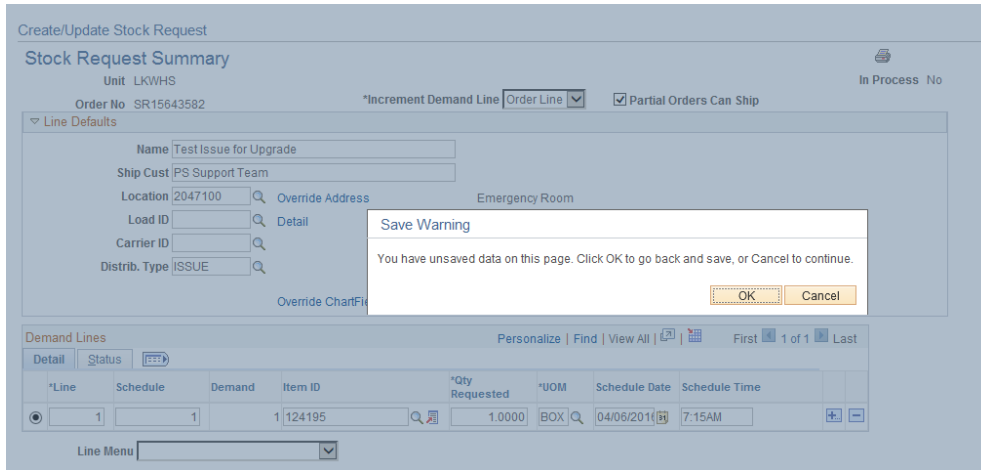 Create/Update Stock Request
Stock Request Summary
Unit LKWHS
In Process No
Order No SR15643582
*Increment Demand Line Order Line
Partial Orders Can Ship
Line Defaults
Name Test Issue for Upgrade
Ship Cust PS Support Team
Location 2047100 Override Address Emergency Room
Load ID Detail
Carrier ID
Distrib. Type ISSUE
Override ChartFie
Save Warning
You have unsaved data on this page. Click OK to go back and save, or Cancel to continue.
OK Cancel
Demand Lines Personalize | Find | View All | | First 1 of 1 Last
Detail Status
*Line Schedule Demand Item ID *Qty Requested *UOM Schedule Date Schedule Time
1 1 1 124195 1.0000 BOX 04/06/201 7:15AM
Line Menu